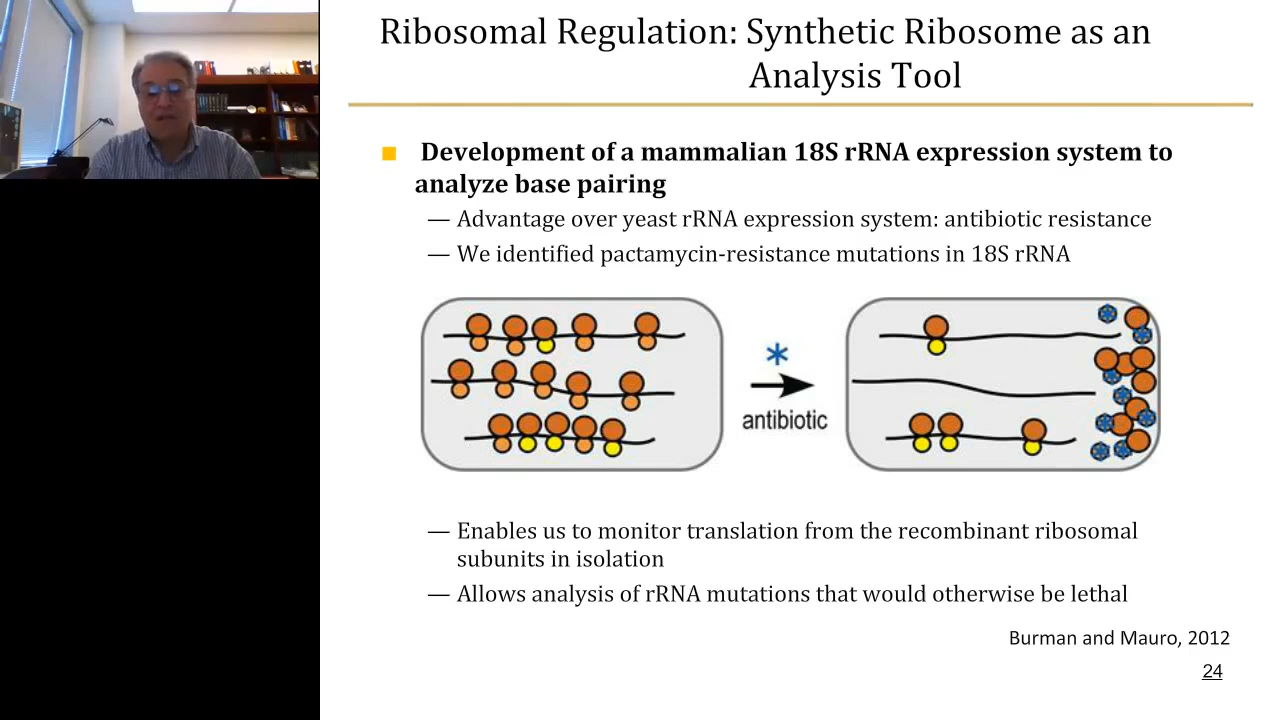 Ribosomal Regulation: Synthetic Ribosome as an
Analysis Tool
Development of a mammalian 18S rRNA expression system to
analyze base pairing
— Advantage over yeast rRNA expression system: antibiotic resistance
— We identified pactamycin-resistance mutations in 18S rRNA
antibiotic
— Enables us to monitor translation from the recombinant ribosomal
subunits in isolation
— Allows analysis of rRNA mutations that would otherwise be lethal
Burman and Mauro, 2012
24